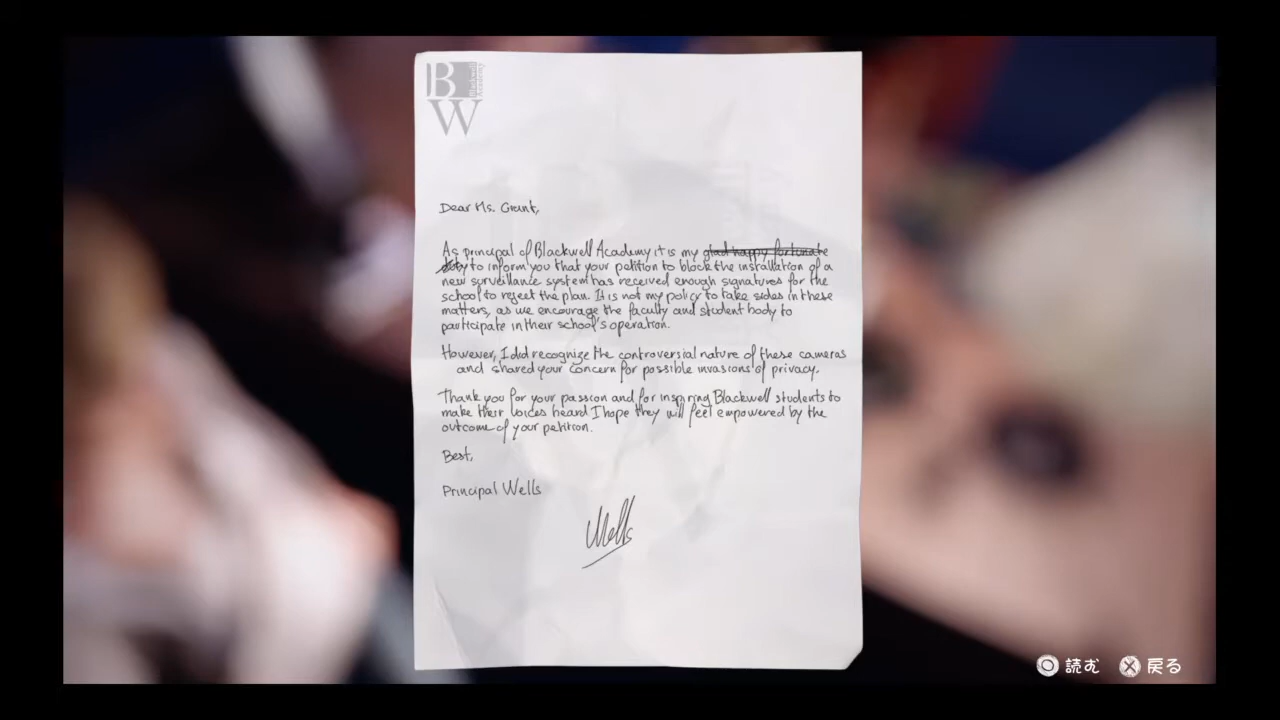 BW
Blackwell Academy
Dear Ms. Grant,
As principal of Blackwell Academy it is my glad happy fortunate
duty to inform you that your petition to block the installation of a
new surveillance system has received enough signatures for the
school to reject the plan. It is not my policy to take sides in these
matters, as we encourage the faculty and student body to
participate in their school's operation.
However, I did recognize the controversial nature of these cameras
and shared your concern for possible invasions of privacy.
Thank you for your passion and for inspiring Blackwell students to
make their voices heard I hope they will feel empowered by the
outcome of your petition.
Best,
Principal Wells
Wells
読む 戻る